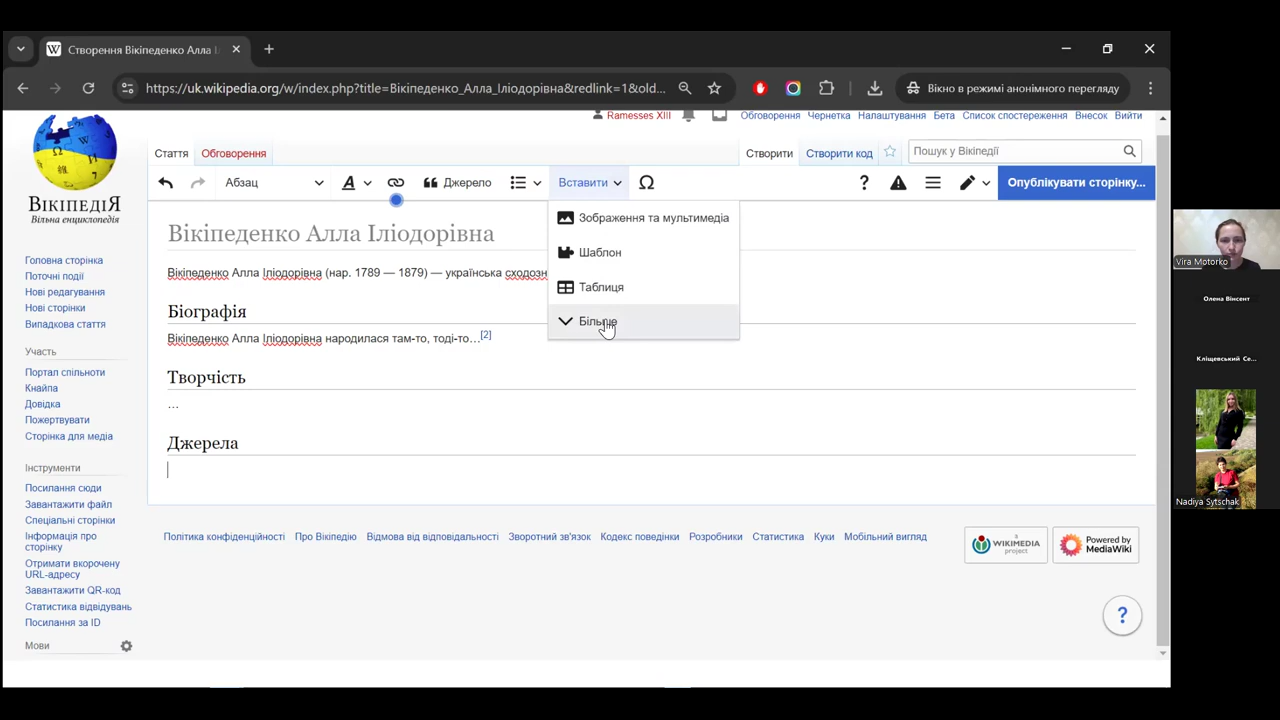 Створення Вікіпеденко Алла І
https://uk.wikipedia.org/w/index.php?title=Вікіпеденко_Алла_Іліодорівна&redlink=1&old...
Вікно в режимі анонімного перегляду
Ramesses XIII
Обговорення Чернетка Налаштування Бета Список спостереження Внесок Вийти
ВікіпедіЯ
Вільна енциклопедія
Стаття Обговорення Створити Створити код Пошук у Вікіпедії
Абзац A Джерело Вставити Ω ? Опублікувати сторінку...
Зображення та мультимедіа
Шаблон
Таблиця
Більше
Вікіпеденко Алла Іліодорівна
Вікіпеденко Алла Іліодорівна (нар. 1789 — 1879) — українська сходозн
Біографія
Вікіпеденко Алла Іліодорівна народилася там-то, тоді-то…[2]
Творчість
…
Джерела
Головна сторінка
Поточні події
Нові редагування
Нові сторінки
Випадкова стаття
Участь
Портал спільноти
Кнайпа
Довідка
Пожертвувати
Сторінка для медіа
Інструменти
Посилання сюди
Завантажити файл
Спеціальні сторінки
Інформація про
сторінку
Отримати вкорочену
URL-адресу
Завантажити QR-код
Статистика відвідувань
Посилання за ID
Мови
Політика конфіденційності Про Вікіпедію Відмова від відповідальності Зворотний зв'язок Кодекс поведінки Розробники Статистика Куки Мобільний вигляд
WIKIMEDIA
project
Powered by
MediaWiki
?
Vira Motorko
Олена Вінсент
Кліщевський Се...
Nadiya Sytschak